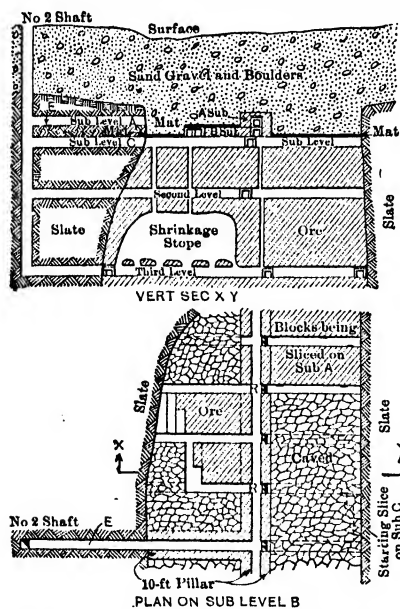 No 2 Shaft
Surface
Sand Gravel and Boulders
A Sub
Sub Level A
Mat
Mat
B Sub
Mat
Sub Level C
Sub Level
Second Level
Slate
Shrinkage
Stope
Ore
Slate
Third Level
VERT SEC X Y
Blocks being
Sliced on
Sub A
Slate
Ore
R
Caved
Slate
X
R
Starting Slice
on Sub C
No 2 Shaft
E
10-ft Pillar
PLAN ON SUB LEVEL B